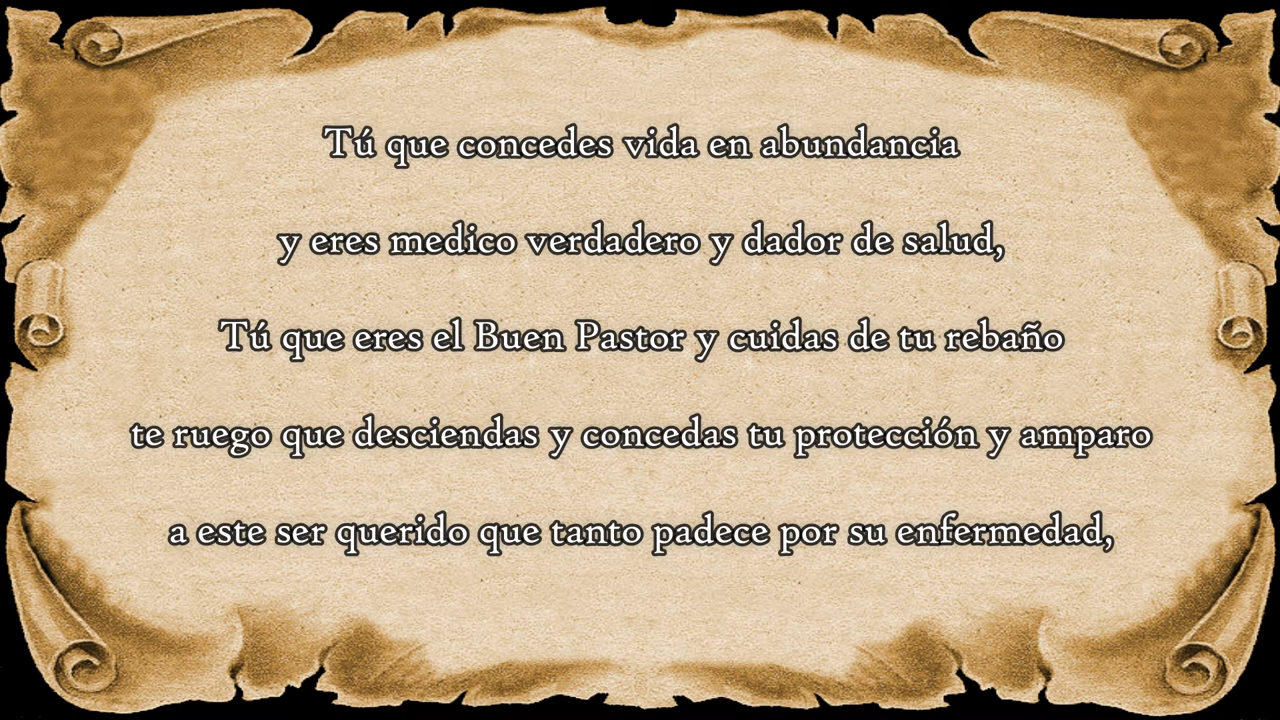 Tú que concedes vida en abundancia
y eres medico verdadero y dador de salud,
Tú que eres el Buen Pastor y cuidas de tu rebaño
te ruego que desciendas y concedas tu protección y amparo
a este ser querido que tanto padece por su enfermedad,